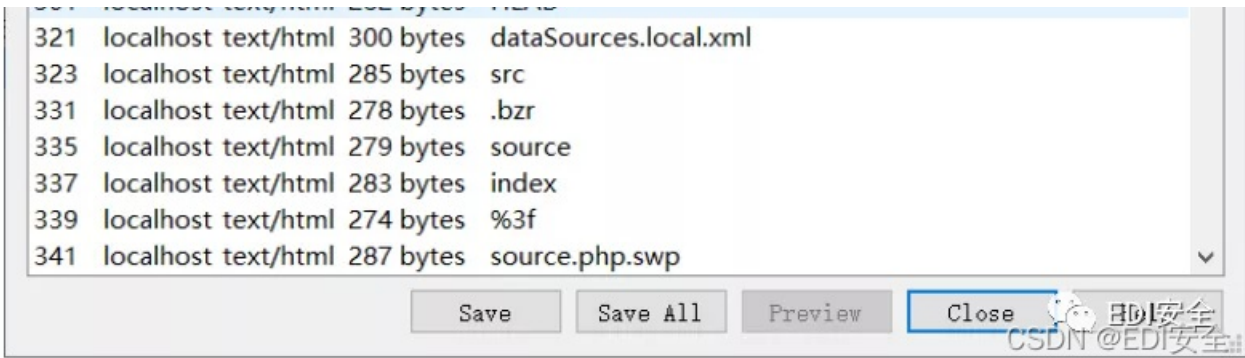 321 localhost text/html 300 bytes dataSources.local.xml
323 localhost text/html 285 bytes src
331 localhost text/html 278 bytes .bzr
335 localhost text/html 279 bytes source
337 localhost text/html 283 bytes index
339 localhost text/html 274 bytes %3f
341 localhost text/html 287 bytes source.php.swp
Save Save All Preview Close
EDI安全
CSDN @EDI安全